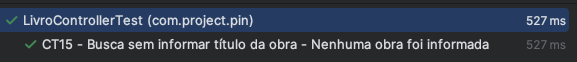 LivroControllerTest (com.project.pin) 527 ms
CT15 - Busca sem informar título da obra - Nenhuma obra foi informada 527 ms